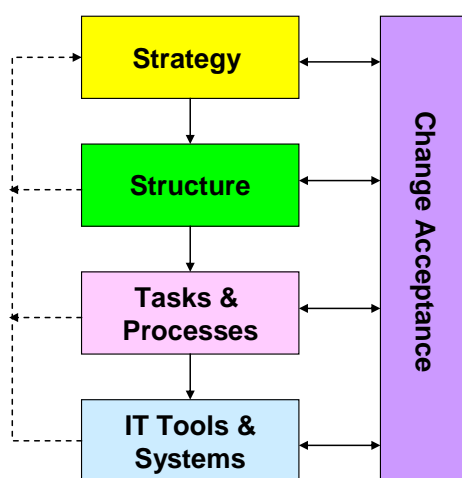 Strategy
Structure
Tasks &
Processes
IT Tools &
Systems
Change Acceptance